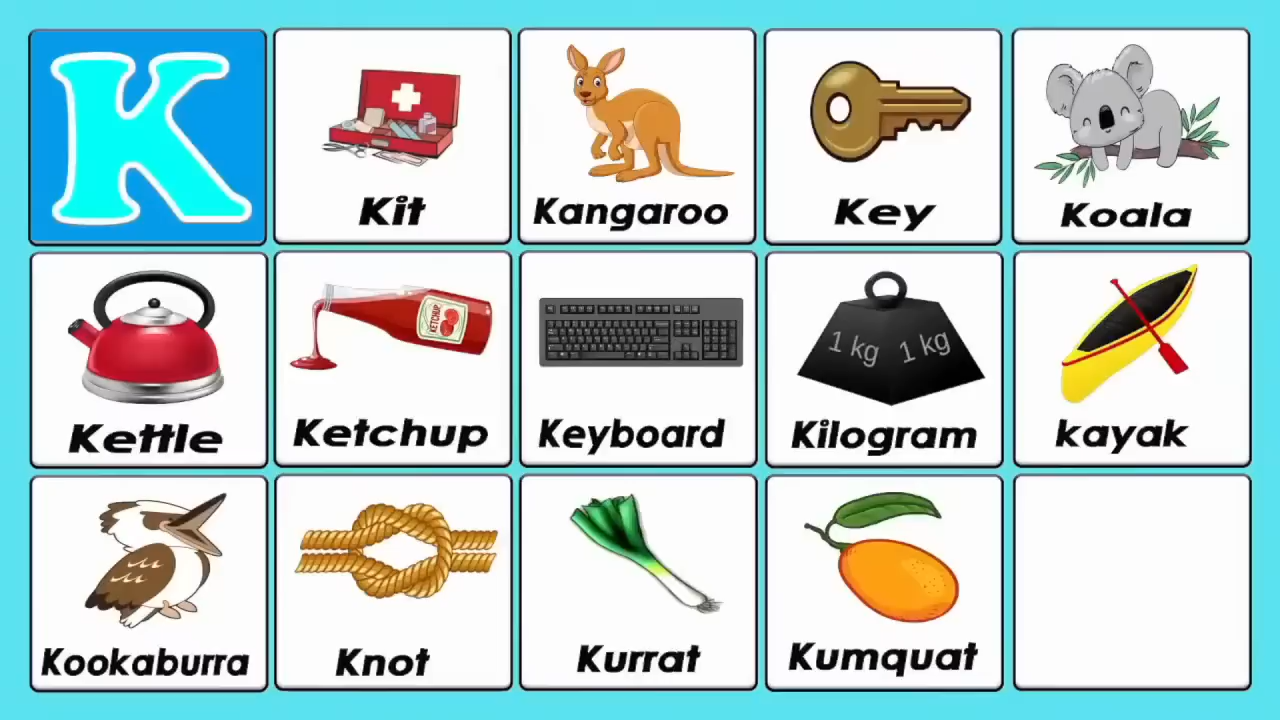 K
Kit
Kangaroo
Key
Koala
KETCHUP
1 kg 1 kg
Kettle
Ketchup
Keyboard
Kilogram
kayak
Kookaburra
Knot
Kurrat
Kumquat